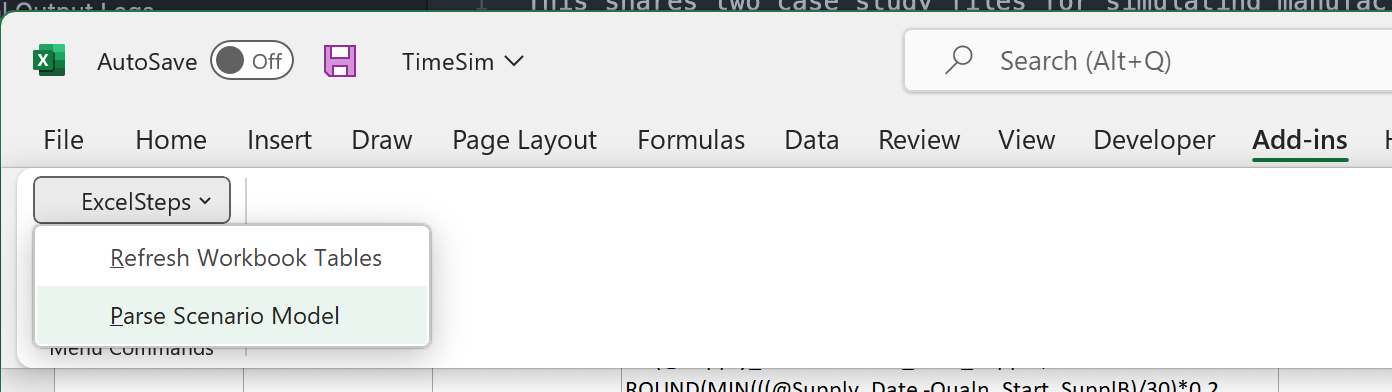 This shares two case study files for simulating manufac
AutoSave Off TimeSim Search (Alt+Q)
File Home Insert Draw Page Layout Formulas Data Review View Developer Add-ins
ExcelSteps
Refresh Workbook Tables
Parse Scenario Model
Menu Commands
ROUND(MIN(((@Supply_Date-Qualn_Start_SupplB)/30)*0.2